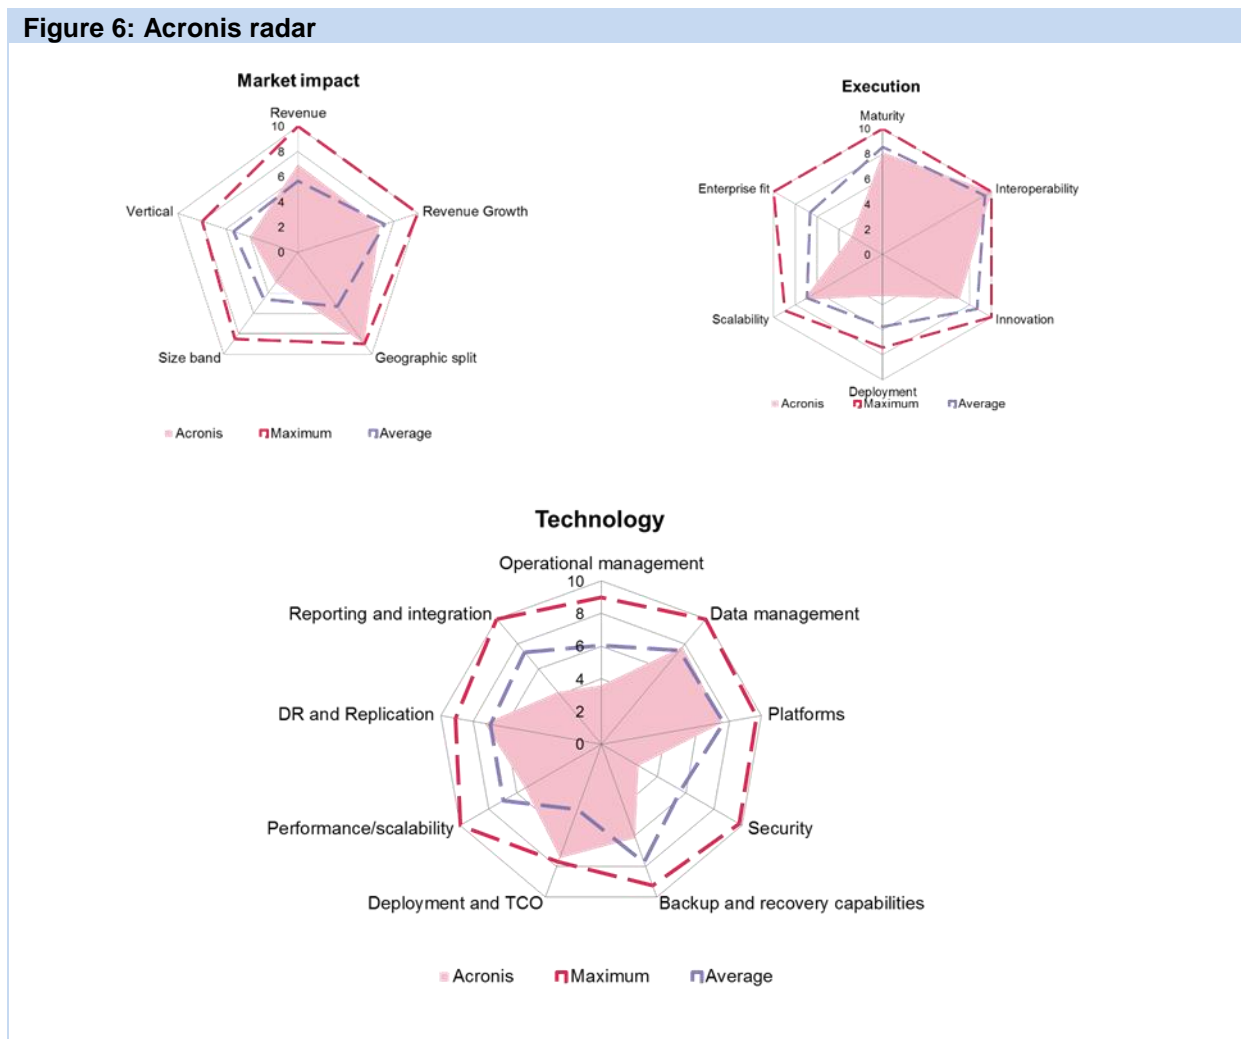 Figure 6: Acronis radar
Market impact
Revenue
10
8
6
4
2
0
Revenue Growth
Geographic split
Size band
Vertical
Acronis
Maximum
Average
Execution
Maturity
10
8
6
4
2
0
Interoperability
Innovation
Deployment
Scalability
Enterprise fit
Acronis
Maximum
Average
Technology
Operational management
10
8
6
4
2
0
Data management
Platforms
Security
Backup and recovery capabilities
Deployment and TCO
Performance/scalability
DR and Replication
Reporting and integration
Acronis
Maximum
Average